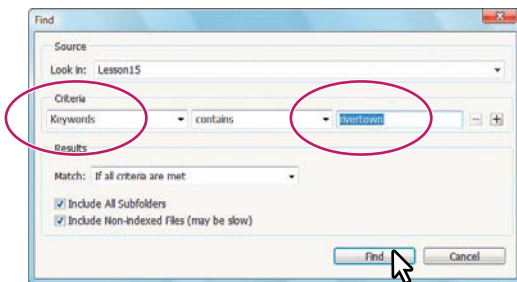 Find
Source
Look in: Lesson15
Criteria
Keywords contains rivertown
Results
Match: If all criteria are met
Include All Subfolders
Include Non-indexed Files (may be slow)
Find Cancel